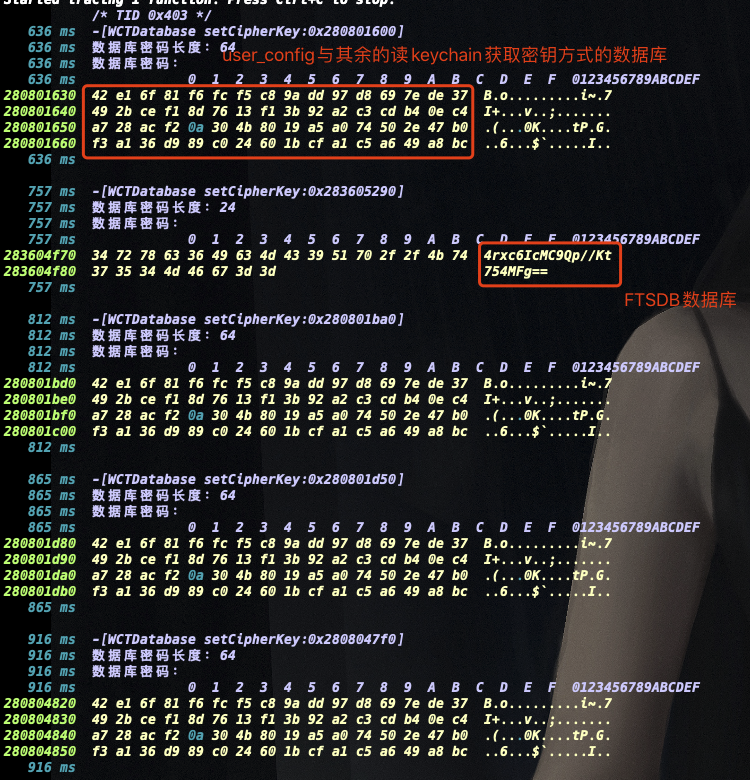 Started tracing 1 function. Press Ctrl+C to stop.
/* TID 0x403 */
636 ms -[WCTDatabase setCipherKey:0x280801600]
636 ms 数据库密码长度: 64
user_config与其余的读keychain获取密钥方式的数据库
636 ms 数据库密码:
636 ms 0 1 2 3 4 5 6 7 8 9 A B C D E F 0123456789ABCDEF
280801630 42 e1 6f 81 f6 fc f5 c8 9a dd 97 d8 69 7e de 37 B.o.........i~.7
280801640 49 2b ce f1 8d 76 13 f1 3b 92 a2 c3 cd b4 0e c4 I+...v..;.......
280801650 a7 28 ac f2 0a 30 4b 80 19 a5 a0 74 50 2e 47 b0 .(...0K....tP.G.
280801660 f3 a1 36 d9 89 c0 24 60 1b cf a1 c5 a6 49 a8 bc ..6...$`.....I..
636 ms
757 ms -[WCTDatabase setCipherKey:0x283605290]
757 ms 数据库密码长度: 24
757 ms 数据库密码:
757 ms 0 1 2 3 4 5 6 7 8 9 A B C D E F 0123456789ABCDEF
283604f70 34 72 78 63 36 49 63 4d 43 39 51 70 2f 2f 4b 74 4rxc6IcMC9Qp//Kt
283604f80 37 35 34 4d 46 67 3d 3d 754MFg==
757 ms
FTSDB数据库
812 ms -[WCTDatabase setCipherKey:0x280801ba0]
812 ms 数据库密码长度: 64
812 ms 数据库密码:
812 ms 0 1 2 3 4 5 6 7 8 9 A B C D E F 0123456789ABCDEF
280801bd0 42 e1 6f 81 f6 fc f5 c8 9a dd 97 d8 69 7e de 37 B.o.........i~.7
280801be0 49 2b ce f1 8d 76 13 f1 3b 92 a2 c3 cd b4 0e c4 I+...v..;.......
280801bf0 a7 28 ac f2 0a 30 4b 80 19 a5 a0 74 50 2e 47 b0 .(...0K....tP.G.
280801c00 f3 a1 36 d9 89 c0 24 60 1b cf a1 c5 a6 49 a8 bc ..6...$`.....I..
812 ms
865 ms -[WCTDatabase setCipherKey:0x280801d50]
865 ms 数据库密码长度: 64
865 ms 数据库密码:
865 ms 0 1 2 3 4 5 6 7 8 9 A B C D E F 0123456789ABCDEF
280801d80 42 e1 6f 81 f6 fc f5 c8 9a dd 97 d8 69 7e de 37 B.o.........i~.7
280801d90 49 2b ce f1 8d 76 13 f1 3b 92 a2 c3 cd b4 0e c4 I+...v..;.......
280801da0 a7 28 ac f2 0a 30 4b 80 19 a5 a0 74 50 2e 47 b0 .(...0K....tP.G.
280801db0 f3 a1 36 d9 89 c0 24 60 1b cf a1 c5 a6 49 a8 bc ..6...$`.....I..
865 ms
916 ms -[WCTDatabase setCipherKey:0x2808047f0]
916 ms 数据库密码长度: 64
916 ms 数据库密码:
916 ms 0 1 2 3 4 5 6 7 8 9 A B C D E F 0123456789ABCDEF
280804820 42 e1 6f 81 f6 fc f5 c8 9a dd 97 d8 69 7e de 37 B.o.........i~.7
280804830 49 2b ce f1 8d 76 13 f1 3b 92 a2 c3 cd b4 0e c4 I+...v..;.......
280804840 a7 28 ac f2 0a 30 4b 80 19 a5 a0 74 50 2e 47 b0 .(...0K....tP.G.
280804850 f3 a1 36 d9 89 c0 24 60 1b cf a1 c5 a6 49 a8 bc ..6...$`.....I..
916 ms